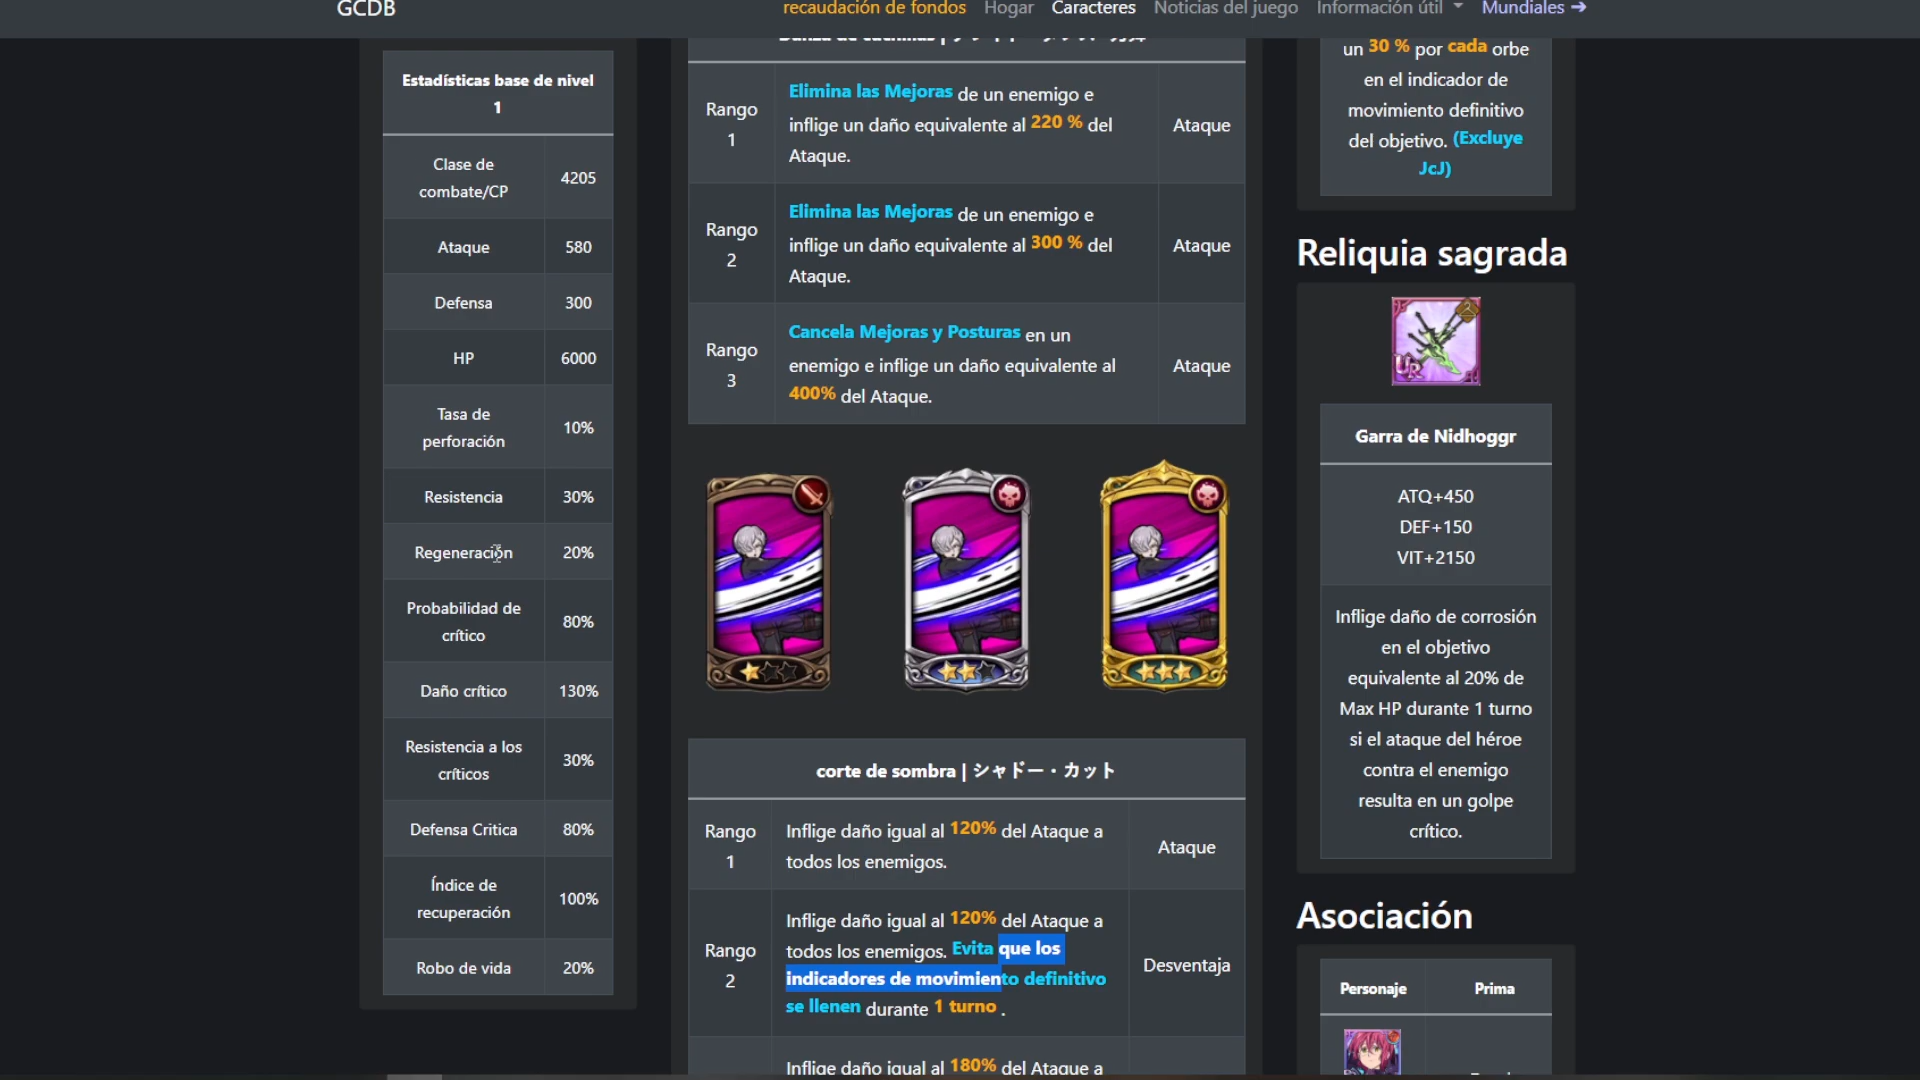 GCDB
recaudación de fondos Hogar Caracteres Noticias del juego Información útil Mundiales →
Estadísticas base de nivel
1
Clase de
combate/CP
4205
Ataque 580
Defensa 300
HP 6000
Tasa de
perforación
10%
Resistencia 30%
Regeneración 20%
Probabilidad de
crítico
80%
Daño crítico 130%
Resistencia a los
críticos
30%
Defensa Critica 80%
Índice de
recuperación
100%
Robo de vida 20%
Rango
1
Elimina las Mejoras de un enemigo e
inflige un daño equivalente al 220 % del
Ataque.
Ataque
Rango
2
Elimina las Mejoras de un enemigo e
inflige un daño equivalente al 300 % del
Ataque.
Ataque
Rango
3
Cancela Mejoras y Posturas en un
enemigo e inflige un daño equivalente al
400% del Ataque.
Ataque
corte de sombra | シャドー・カット
Rango
1
Inflige daño igual al 120% del Ataque a
todos los enemigos.
Ataque
Rango
2
Inflige daño igual al 120% del Ataque a
todos los enemigos. Evita que los
indicadores de movimiento definitivo
se llenen durante 1 turno .
Desventaja
Inflige daño igual al 180% del Ataque a
un 30 % por cada orbe
en el indicador de
movimiento definitivo
del objetivo. (Excluye
JcJ)
Reliquia sagrada
UR
Garra de Nidhoggr
ATQ+450
DEF+150
VIT+2150
Inflige daño de corrosión
en el objetivo
equivalente al 20% de
Max HP durante 1 turno
si el ataque del héroe
contra el enemigo
resulta en un golpe
crítico.
Asociación
Personaje Prima